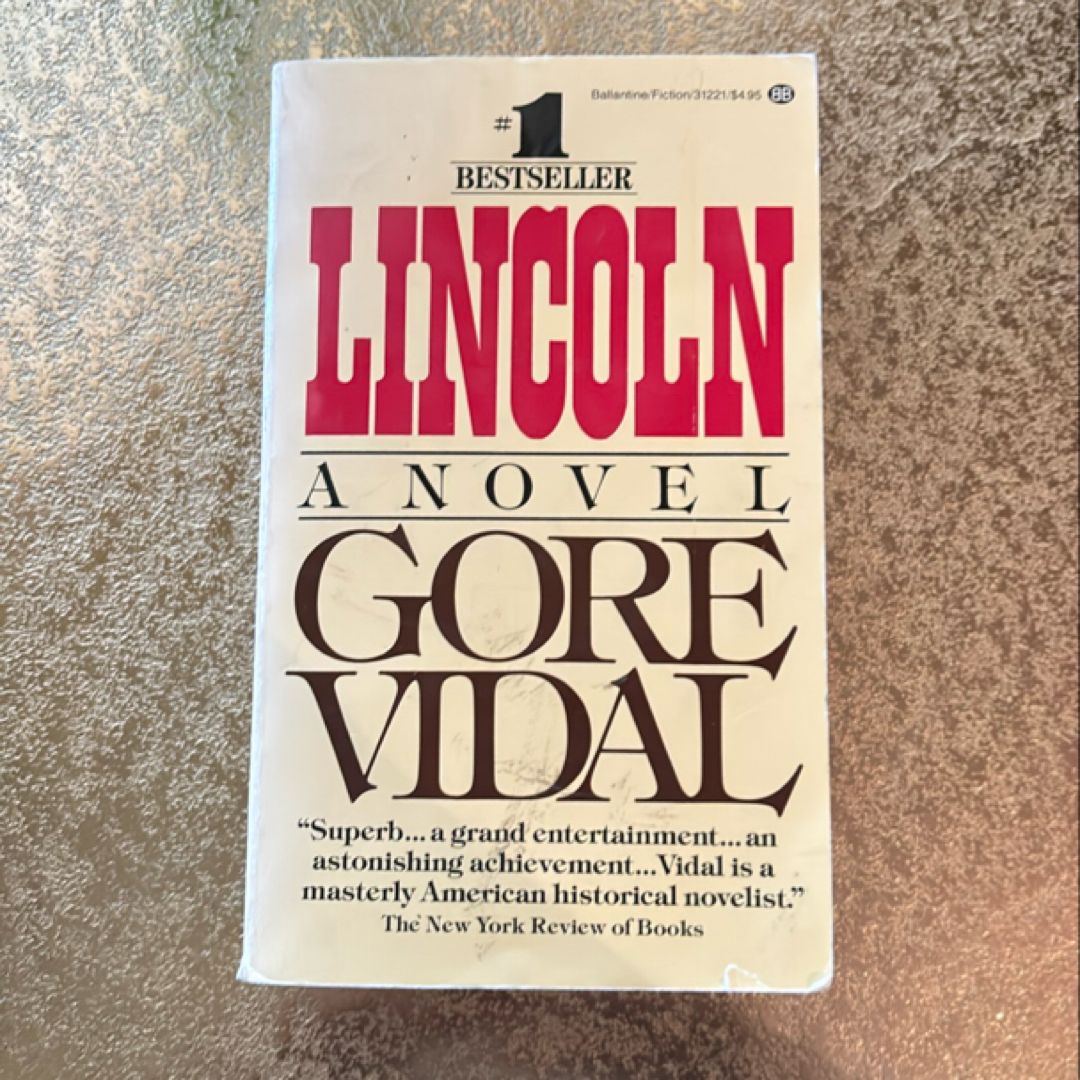 Ballantine/Fiction/31221/$4.95 BB
#1
BESTSELLER
LINCOLN
A NOVEL
GORE
VIDAL
“Superb...a grand entertainment...an
astonishing achievement...Vidal is a
masterly American historical novelist.”
The New York Review of Books